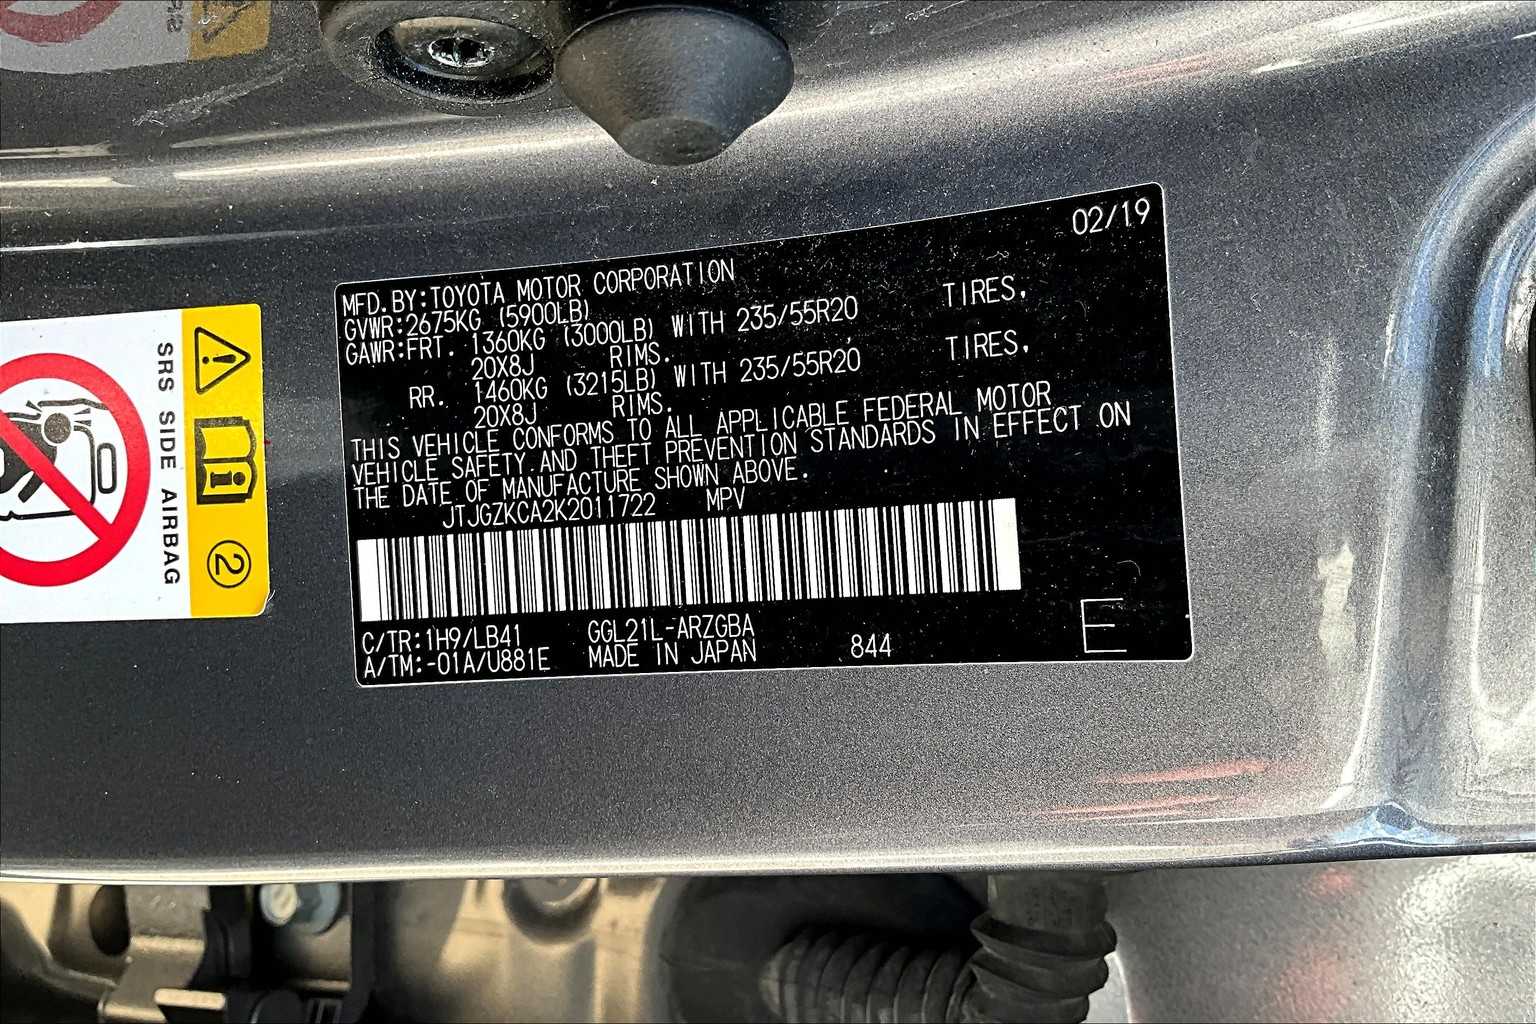 02/19
MFD.BY:TOYOTA MOTOR CORPORATION
GVWR:2675KG (5900LB)
GAWR:FRT. 1360KG (3000LB) WITH 235/55R20 TIRES,
20X8J RIMS.
RR. 1460KG (3215LB) WITH 235/55R20 TIRES,
20X8J RIMS.
THIS VEHICLE CONFORMS TO ALL APPLICABLE FEDERAL MOTOR
VEHICLE SAFETY AND THEFT PREVENTION STANDARDS IN EFFECT ON
THE DATE OF MANUFACTURE SHOWN ABOVE.
JTJGZKCA2K2011722 MPV
C/TR:1H9/LB41 GGL21L-ARZGBA
A/TM:-01A/U881E MADE IN JAPAN 844
E
SRS SIDE AIRBAG
2